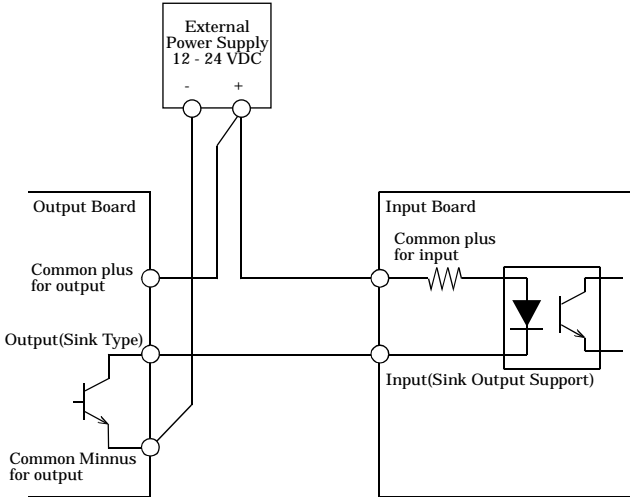 External
Power Supply
12 - 24 VDC
- +
Output Board
Input Board
Common plus
for input
Common plus
for output
Output(Sink Type)
Input(Sink Output Support)
Common Minnus
for output